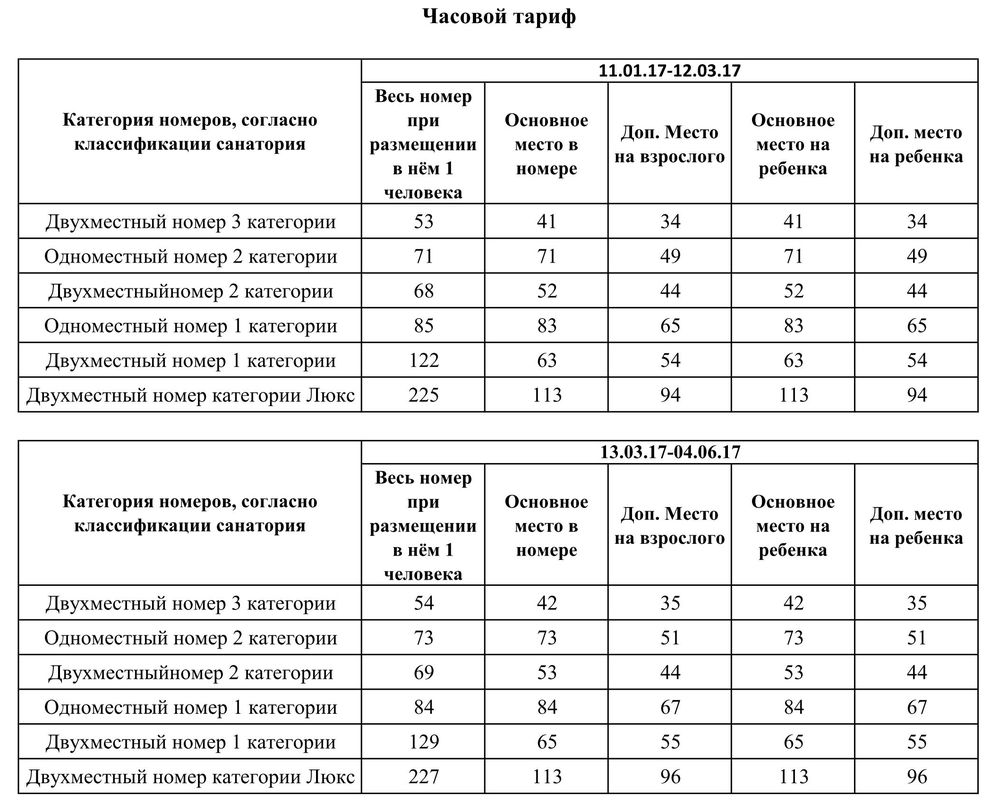 Часовой тариф
11.01.17-12.03.17
Категория номеров, согласно
классификации санатория
Весь номер
при
размещении
в нём 1
человека
Основное
место в
номере
Доп. Место
на взрослого
Основное
место на
ребенка
Доп. место
на ребенка
Двухместный номер 3 категории 53 41 34 41 34
Одноместный номер 2 категории 71 71 49 71 49
Двухместныйномер 2 категории 68 52 44 52 44
Одноместный номер 1 категории 85 83 65 83 65
Двухместный номер 1 категории 122 63 54 63 54
Двухместный номер категории Люкс 225 113 94 113 94
13.03.17-04.06.17
Категория номеров, согласно
классификации санатория
Весь номер
при
размещении
в нём 1
человека
Основное
место в
номере
Доп. Место
на взрослого
Основное
место на
ребенка
Доп. место
на ребенка
Двухместный номер 3 категории 54 42 35 42 35
Одноместный номер 2 категории 73 73 51 73 51
Двухместныйномер 2 категории 69 53 44 53 44
Одноместный номер 1 категории 84 84 67 84 67
Двухместный номер 1 категории 129 65 55 65 55
Двухместный номер категории Люкс 227 113 96 113 96